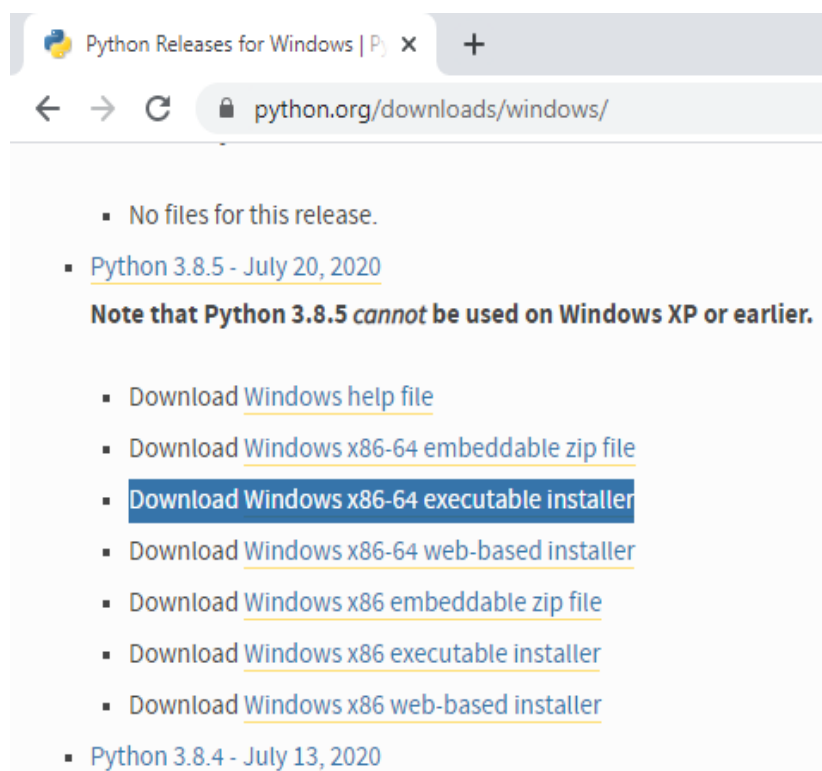 Python Releases for Windows | Py
python.org/downloads/windows/
No files for this release.
Python 3.8.5 - July 20, 2020
Note that Python 3.8.5 cannot be used on Windows XP or earlier.
Download Windows help file
Download Windows x86-64 embeddable zip file
Download Windows x86-64 executable installer
Download Windows x86-64 web-based installer
Download Windows x86 embeddable zip file
Download Windows x86 executable installer
Download Windows x86 web-based installer
Python 3.8.4 - July 13, 2020